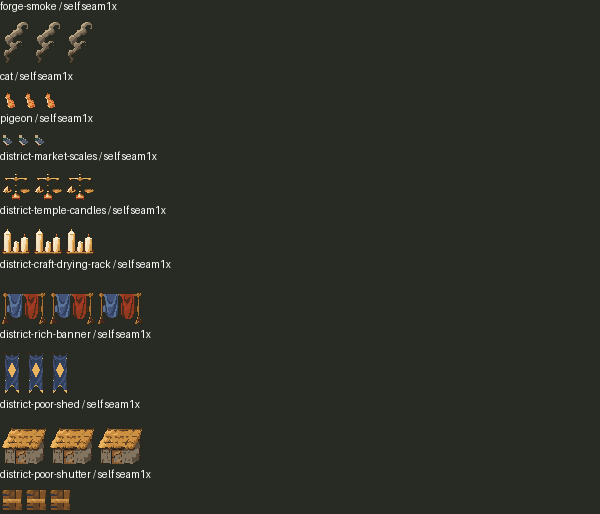 forge-smoke / selfseam1x
cat / selfseam1x
pigeon / selfseam1x
district-market-scales / selfseam1x
district-temple-candles / selfseam1x
district-craft-drying-rack / selfseam1x
district-rich-banner / selfseam1x
district-poor-shed / selfseam1x
district-poor-shutter / selfseam1x